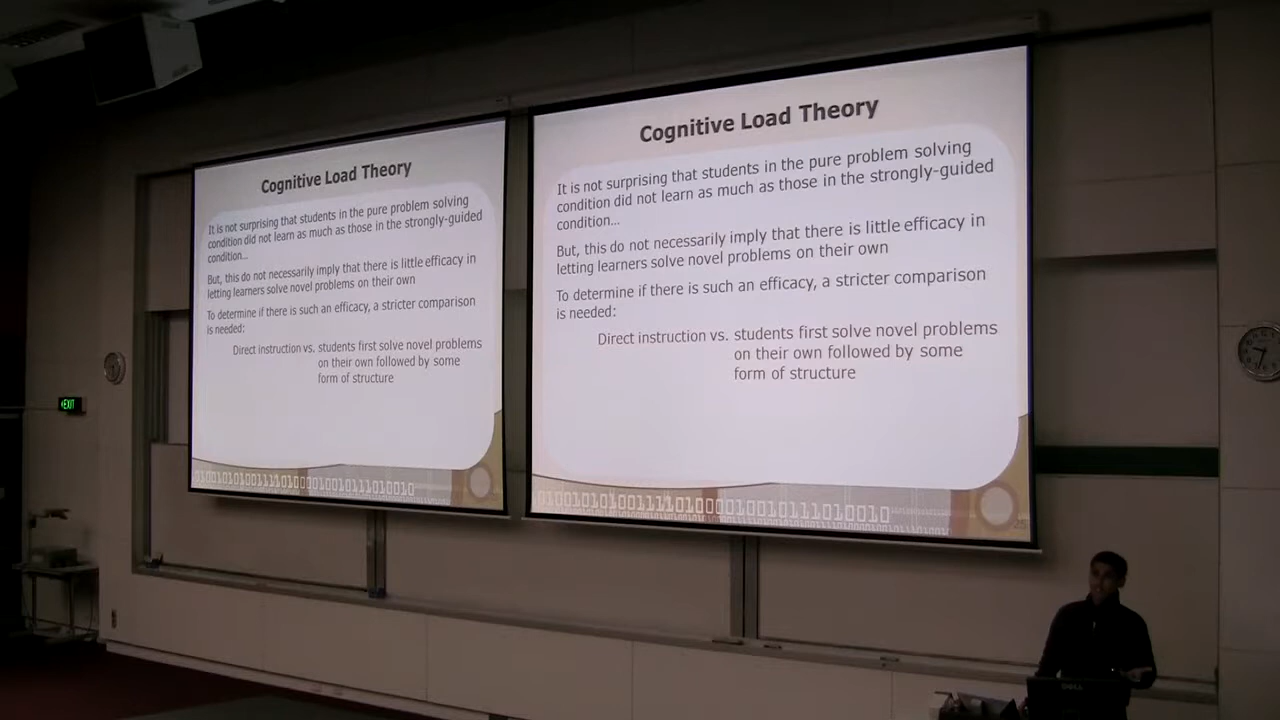 Cognitive Load Theory
It is not surprising that students in the pure problem solving
condition did not learn as much as those in the strongly-guided
condition...
But, this do not necessarily imply that there is little efficacy in
letting learners solve novel problems on their own
To determine if there is such an efficacy, a stricter comparison
is needed:
Direct instruction vs. students first solve novel problems
on their own followed by some
form of structure
Cognitive Load Theory
It is not surprising that students in the pure problem solving
condition did not learn as much as those in the strongly-guided
condition...
But, this do not necessarily imply that there is little efficacy in
letting learners solve novel problems on their own
To determine if there is such an efficacy, a stricter comparison
is needed:
Direct instruction vs. students first solve novel problems
on their own followed by some
form of structure
EXIT
DELL